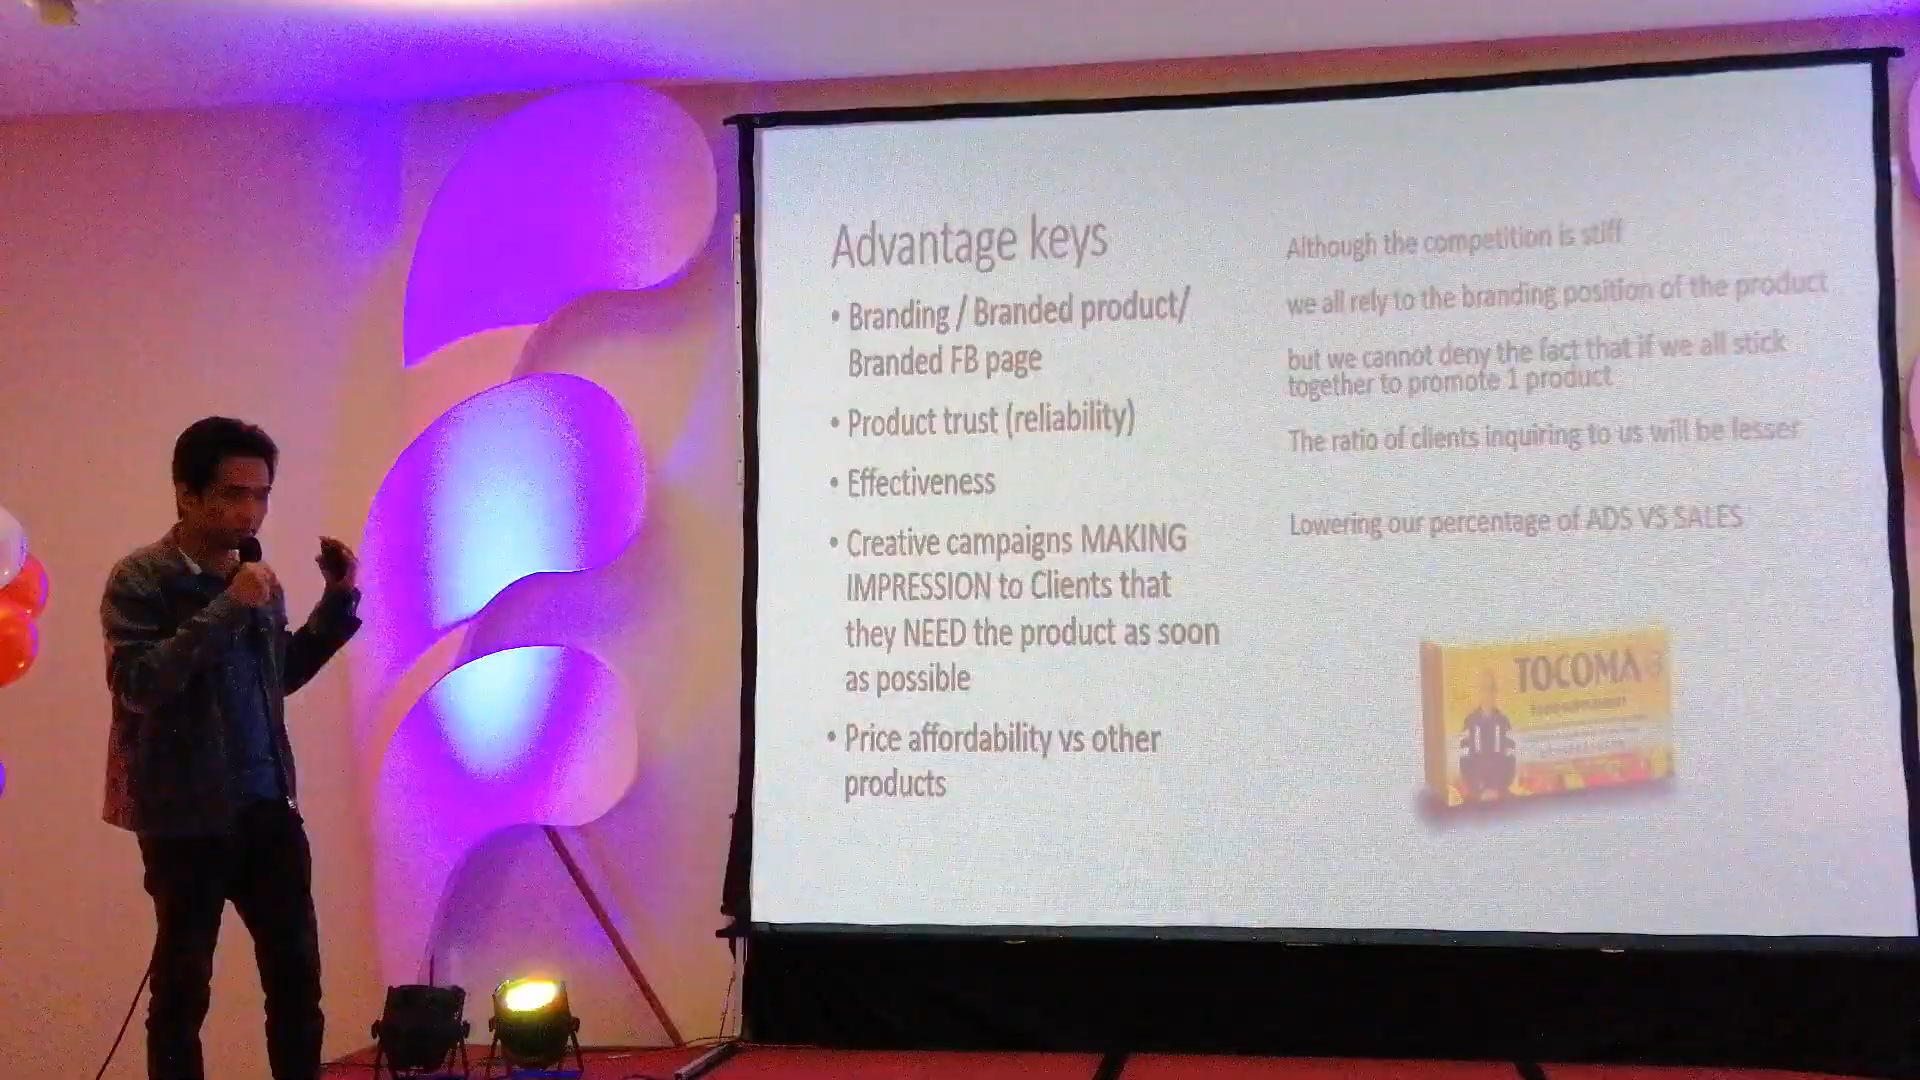 Advantage keys
• Branding / Branded product/
Branded FB page
• Product trust (reliability)
• Effectiveness
• Creative campaigns MAKING
IMPRESSION to Clients that
they NEED the product as soon
as possible
• Price affordability vs other
products
Although the competition is stiff
we all rely to the branding position of the product
but we cannot deny the fact that if we all stick
together to promote 1 product
The ratio of clients inquiring to us will be lesser
Lowering our percentage of ADS VS SALES
TOCOMA